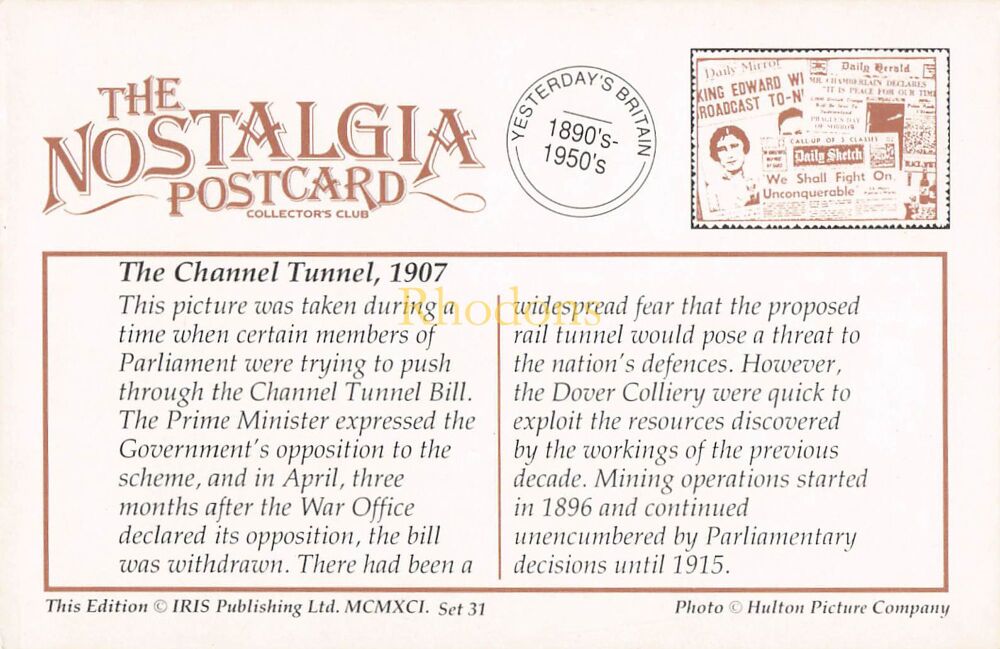 THE
NOSTALGIA
POSTCARD
COLLECTOR'S CLUB
YESTERDAY'S BRITAIN
1890's-
1950's
Daily Mirror
KING EDWARD WI
ROADCAST TO-N
Daily Herald
MR. CHAMBERLAIN DECLARES
"IT IS PEACE FOR OUR TIME
CALL UP OF 3 CLASSES
Daily Sketch
'We Shall Fight On
Unconquerable'
The Channel Tunnel, 1907
This picture was taken during a
time when certain members of
Parliament were trying to push
through the Channel Tunnel Bill.
The Prime Minister expressed the
Government's opposition to the
scheme, and in April, three
months after the War Office
declared its opposition, the bill
was withdrawn. There had been a
widespread fear that the proposed
rail tunnel would pose a threat to
the nation's defences. However,
the Dover Colliery were quick to
exploit the resources discovered
by the workings of the previous
decade. Mining operations started
in 1896 and continued
unencumbered by Parliamentary
decisions until 1915.
Rhodons
This Edition © IRIS Publishing Ltd. MCMXCI. Set 31
Photo © Hulton Picture Company